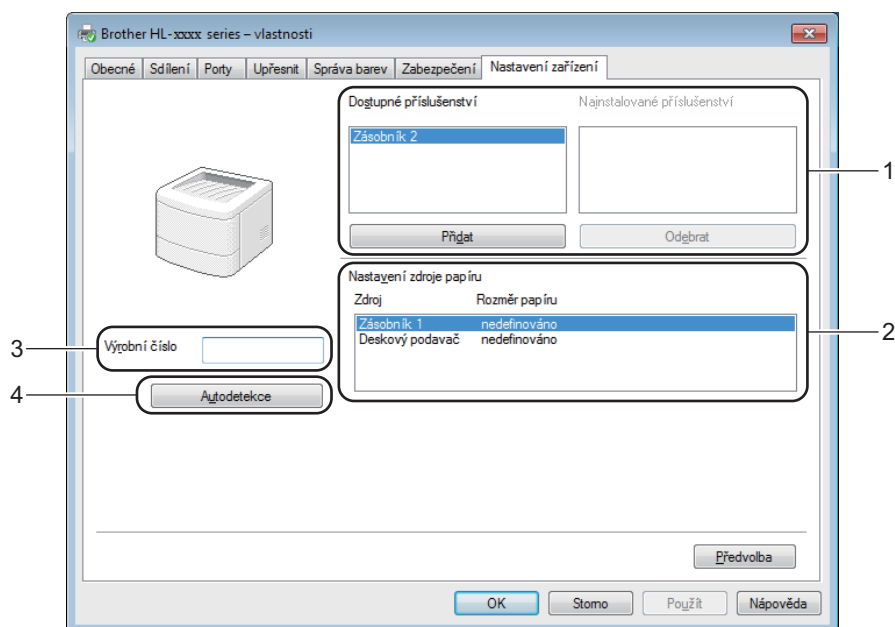 Brother HL-xxxx series – vlastnosti
Obecné Sdílení Porty Upřesnit Správa barev Zabezpečení Nastavení zařízení
Dostupné příslušenství Najnstalované příslušenství
Zásobník 2
1
Přidat Odebrat
Nastavení zdroje papíru
Zdroj Rozměr papíru
Zásobník 1 nedefinováno
Deskový podavač nedefinováno
2
3
Výrobní číslo
4
Autodetekce
Předvolba
OK Storno Použít Nápověda